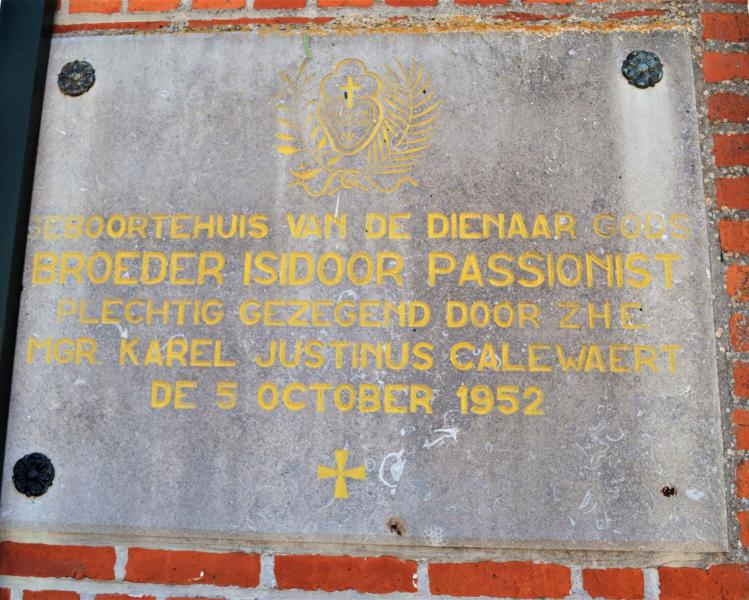 GEBOORTEHUIS VAN DE DIENAAR GODS
BROEDER ISIDOOR PASSIONIST
PLECHTIG GEZEGEND DOOR Z.H.E.
MGR. KAREL JUSTINUS CALEWAERT
DE 5 OCTOBER 1952